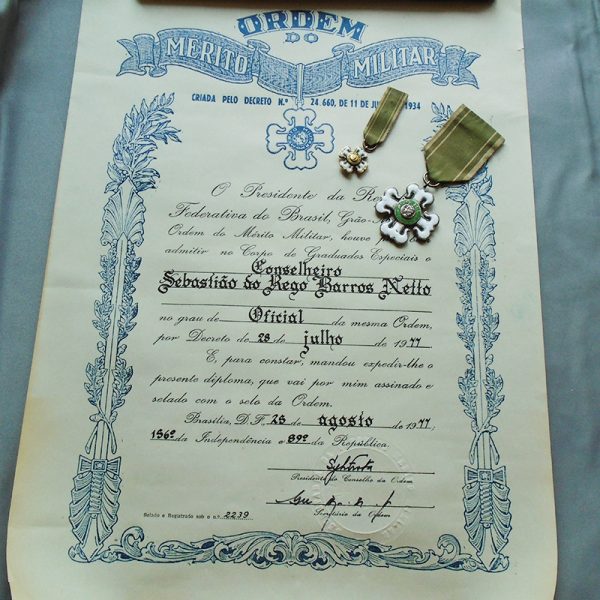 ORDEM
DO
MÉRITO MILITAR
CRIADA PELO DECRETO N.º 24.660, DE 11 DE 1934
O Presidente da
Federativa do Brasil,
Ordem do Mérito Militar, houve
admitir no Corpo de Graduados Especiais o
Conselheiro
Sebastião do Rego Barros Netto
no grau de Oficial da mesma Ordem,
por Decreto de 28 de julho de 1977
E, para constar, mandou expedir-lhe o
presente diploma, que vai por mim assinado e
selado com o selo da Ordem.
Brasília, D.F. 25 de agosto de 1977;
156º da Independência e 89º da República.
Presidente do Conselho da Ordem
Secretário da Ordem
Selado e Registrado sob o n.º 2239